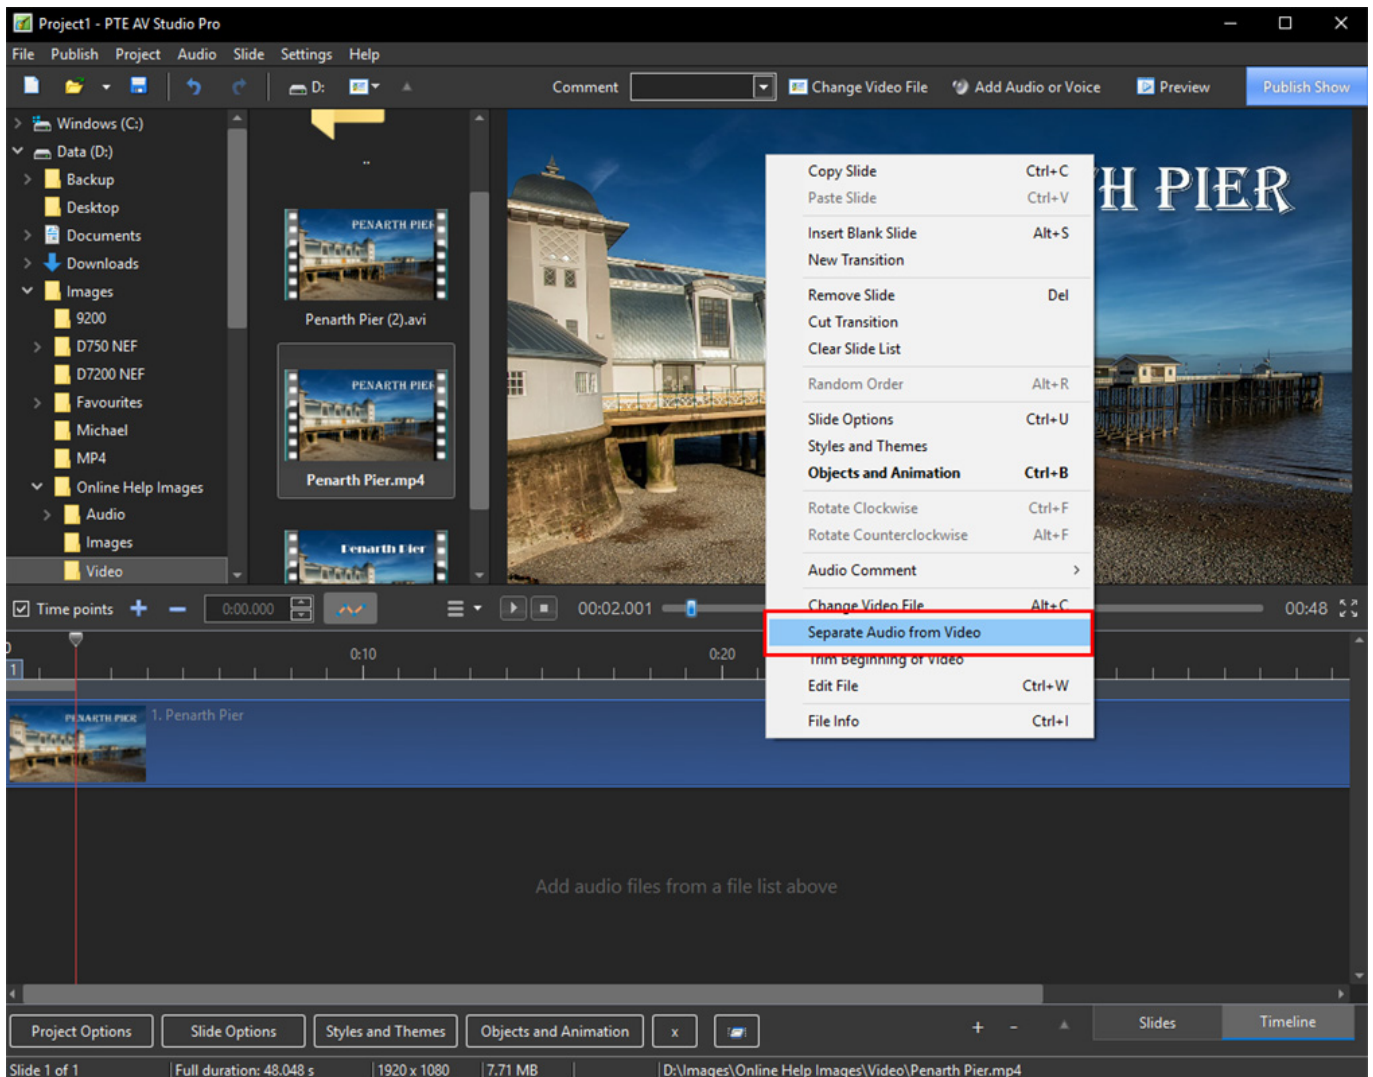 Project1 - PTE AV Studio Pro
File Publish Project Audio Slide Settings Help
D: Comment Change Video File Add Audio or Voice Preview Publish Show
Windows (C:)
Data (D:)
Backup
Desktop
Documents
Downloads
Images
9200
D750 NEF
D7200 NEF
Favourites
Michael
MP4
Online Help Images
Audio
Images
Video
..
PENARTH PIER
Penarth Pier (2).avi
PENARTH PIER
Penarth Pier.mp4
Penarth Pier
H PIER
Copy Slide Ctrl+C
Paste Slide Ctrl+V
Insert Blank Slide Alt+S
New Transition
Remove Slide Del
Cut Transition
Clear Slide List
Random Order Alt+R
Slide Options Ctrl+U
Styles and Themes
Objects and Animation Ctrl+B
Rotate Clockwise Ctrl+F
Rotate Counterclockwise Alt+F
Audio Comment
Change Video File Alt+C
Separate Audio from Video
Trim Beginning of Video
Edit File Ctrl+W
File Info Ctrl+I
Time points 0:00.000 00:02.001 00:48
0:10 0:20
1
PENARTH PIER 1. Penarth Pier
Add audio files from a file list above
Project Options Slide Options Styles and Themes Objects and Animation x + - Slides Timeline
Slide 1 of 1 Full duration: 48.048 s 1920 x 1080 7.71 MB D:\Images\Online Help Images\Video\Penarth Pier.mp4